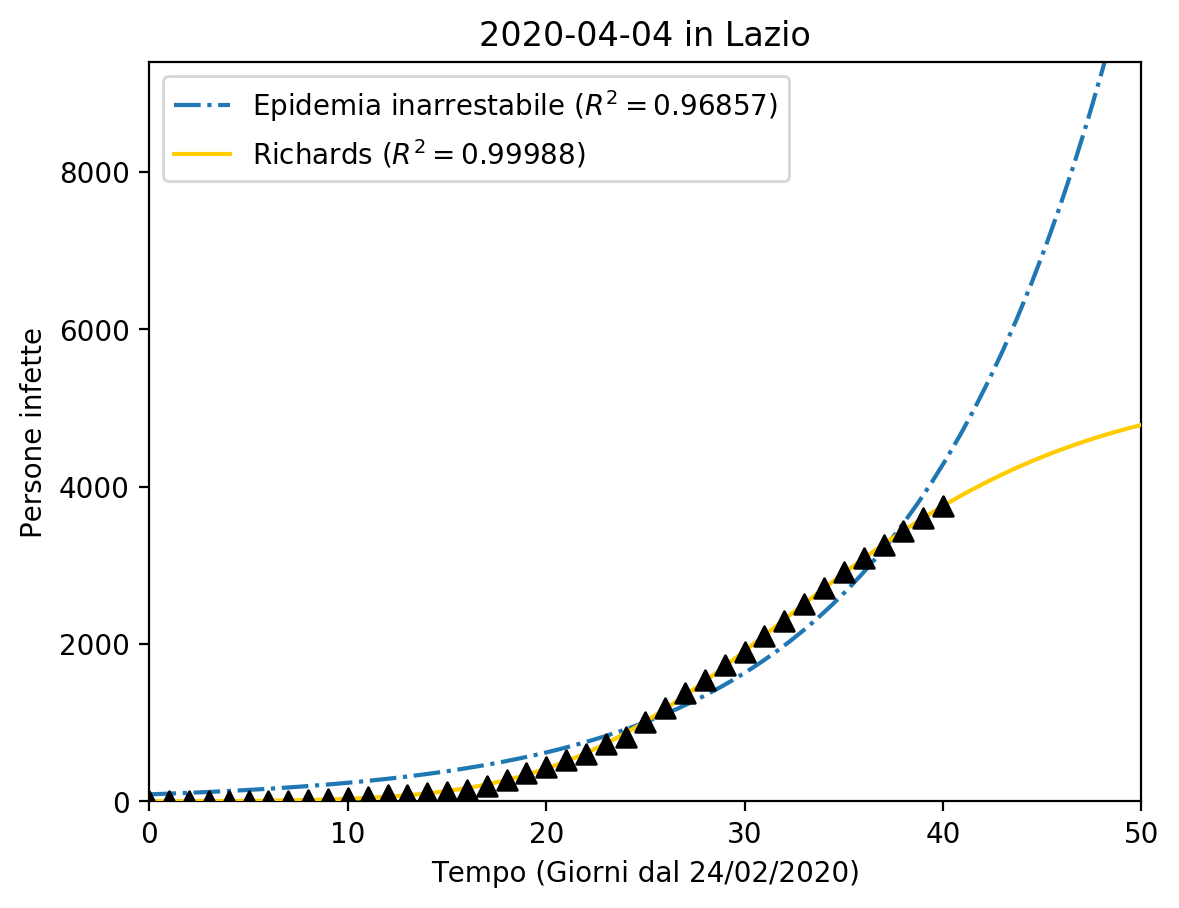 2020-04-04 in Lazio
Epidemia inarrestabile (R² = 0.96857)
Richards (R² = 0.99988)
Persone infette
8000
6000
4000
2000
0
0 10 20 30 40 50
Tempo (Giorni dal 24/02/2020)